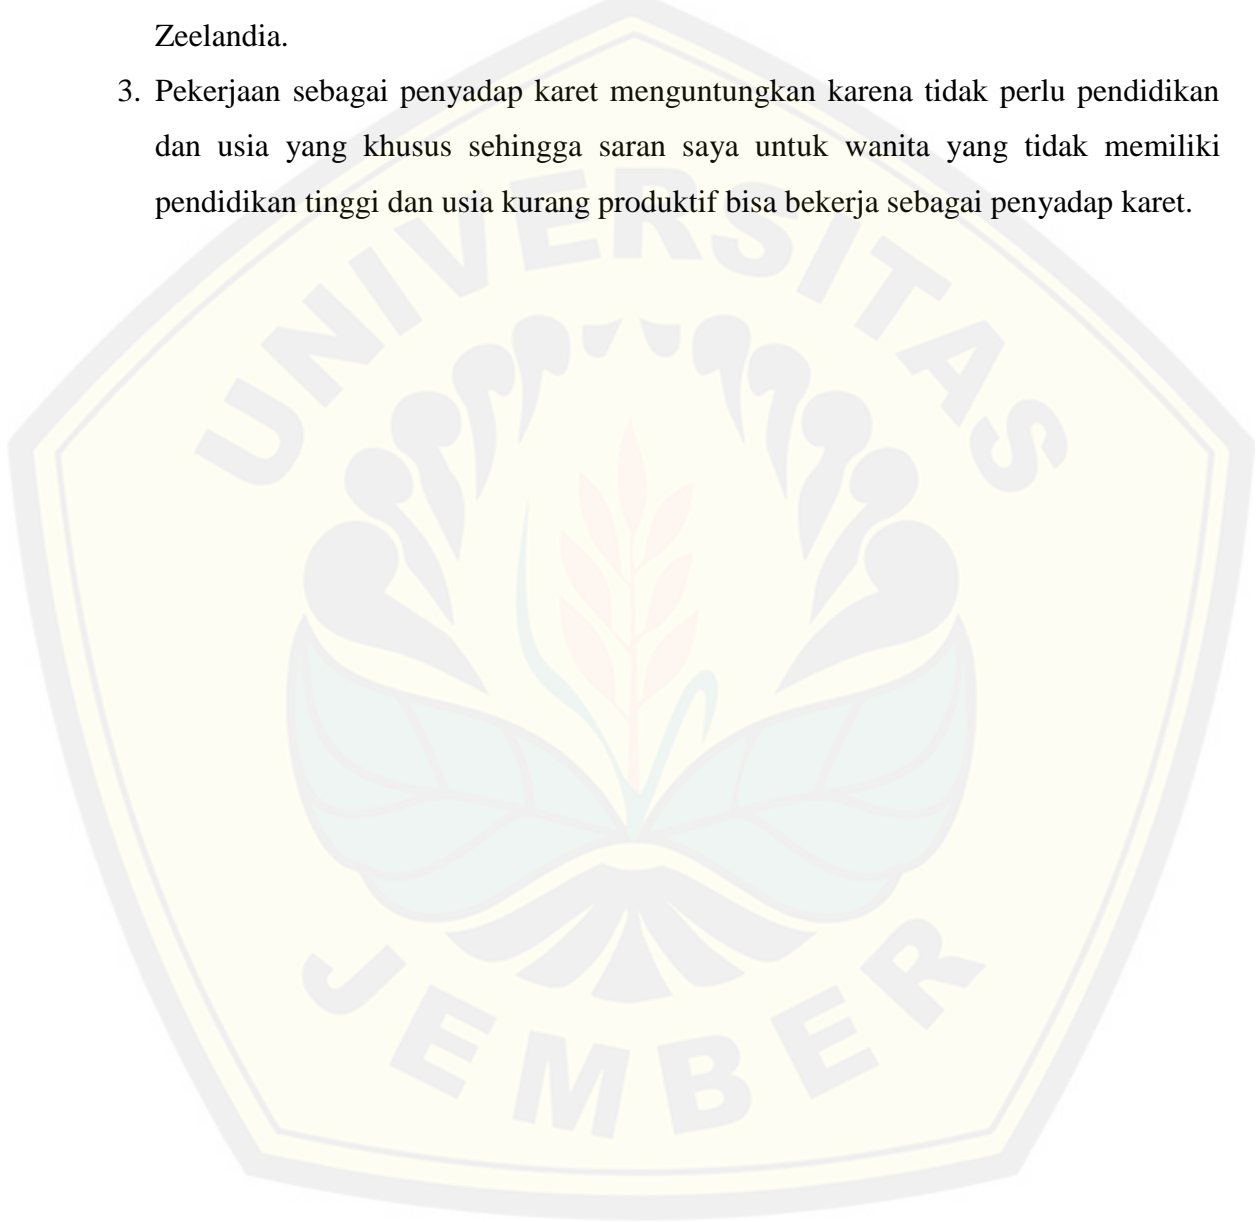 Zeelandia.
3. Pekerjaan sebagai penyadap karet menguntungkan karena tidak perlu pendidikan
dan usia yang khusus sehingga saran saya untuk wanita yang tidak memiliki
pendidikan tinggi dan usia kurang produktif bisa bekerja sebagai penyadap karet.
UNIVERSITAS
JEMBER